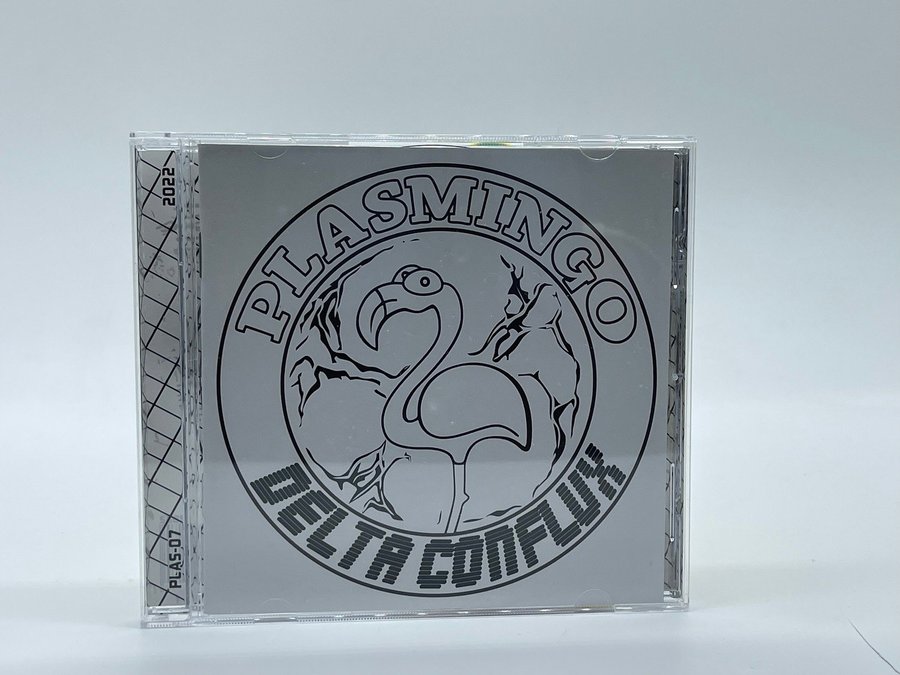 PLASMINGO
DELTA CONFLUX
2022
PLAS-07